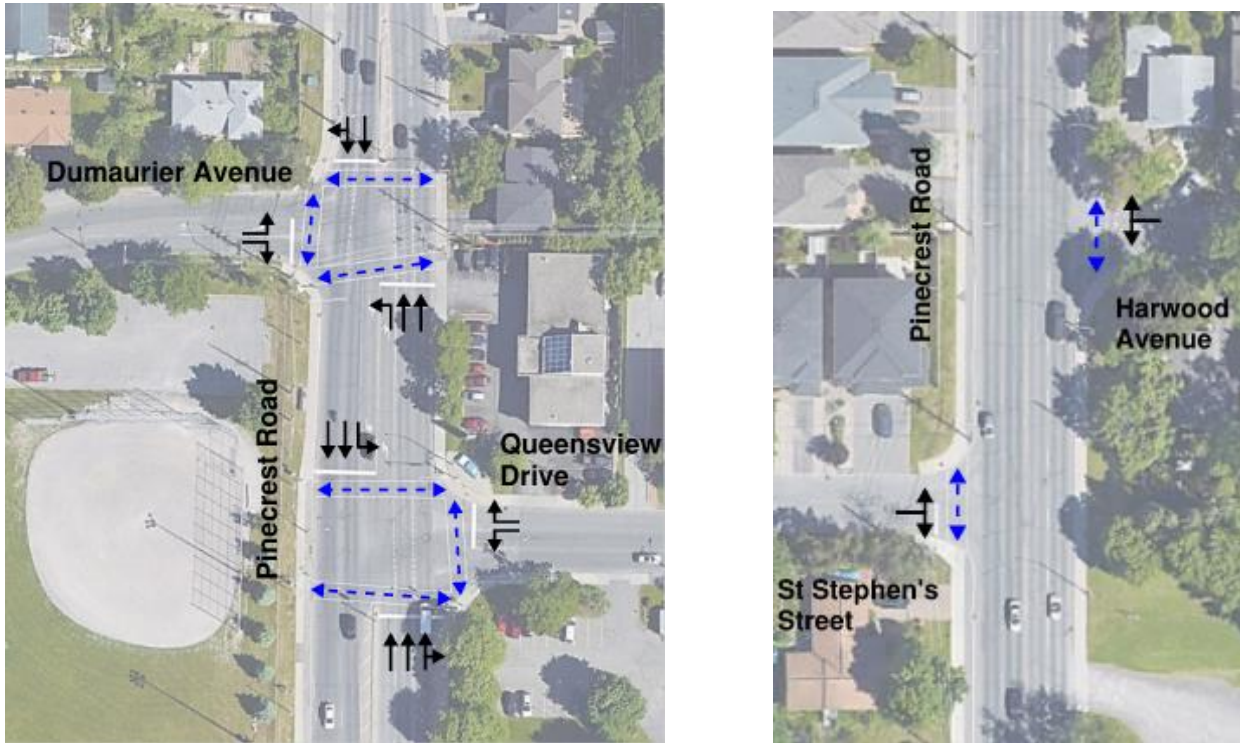 Dumaurier Avenue
Pinecrest Road
Queensview
Drive
Pinecrest Road
Harwood
Avenue
St Stephen's
Street